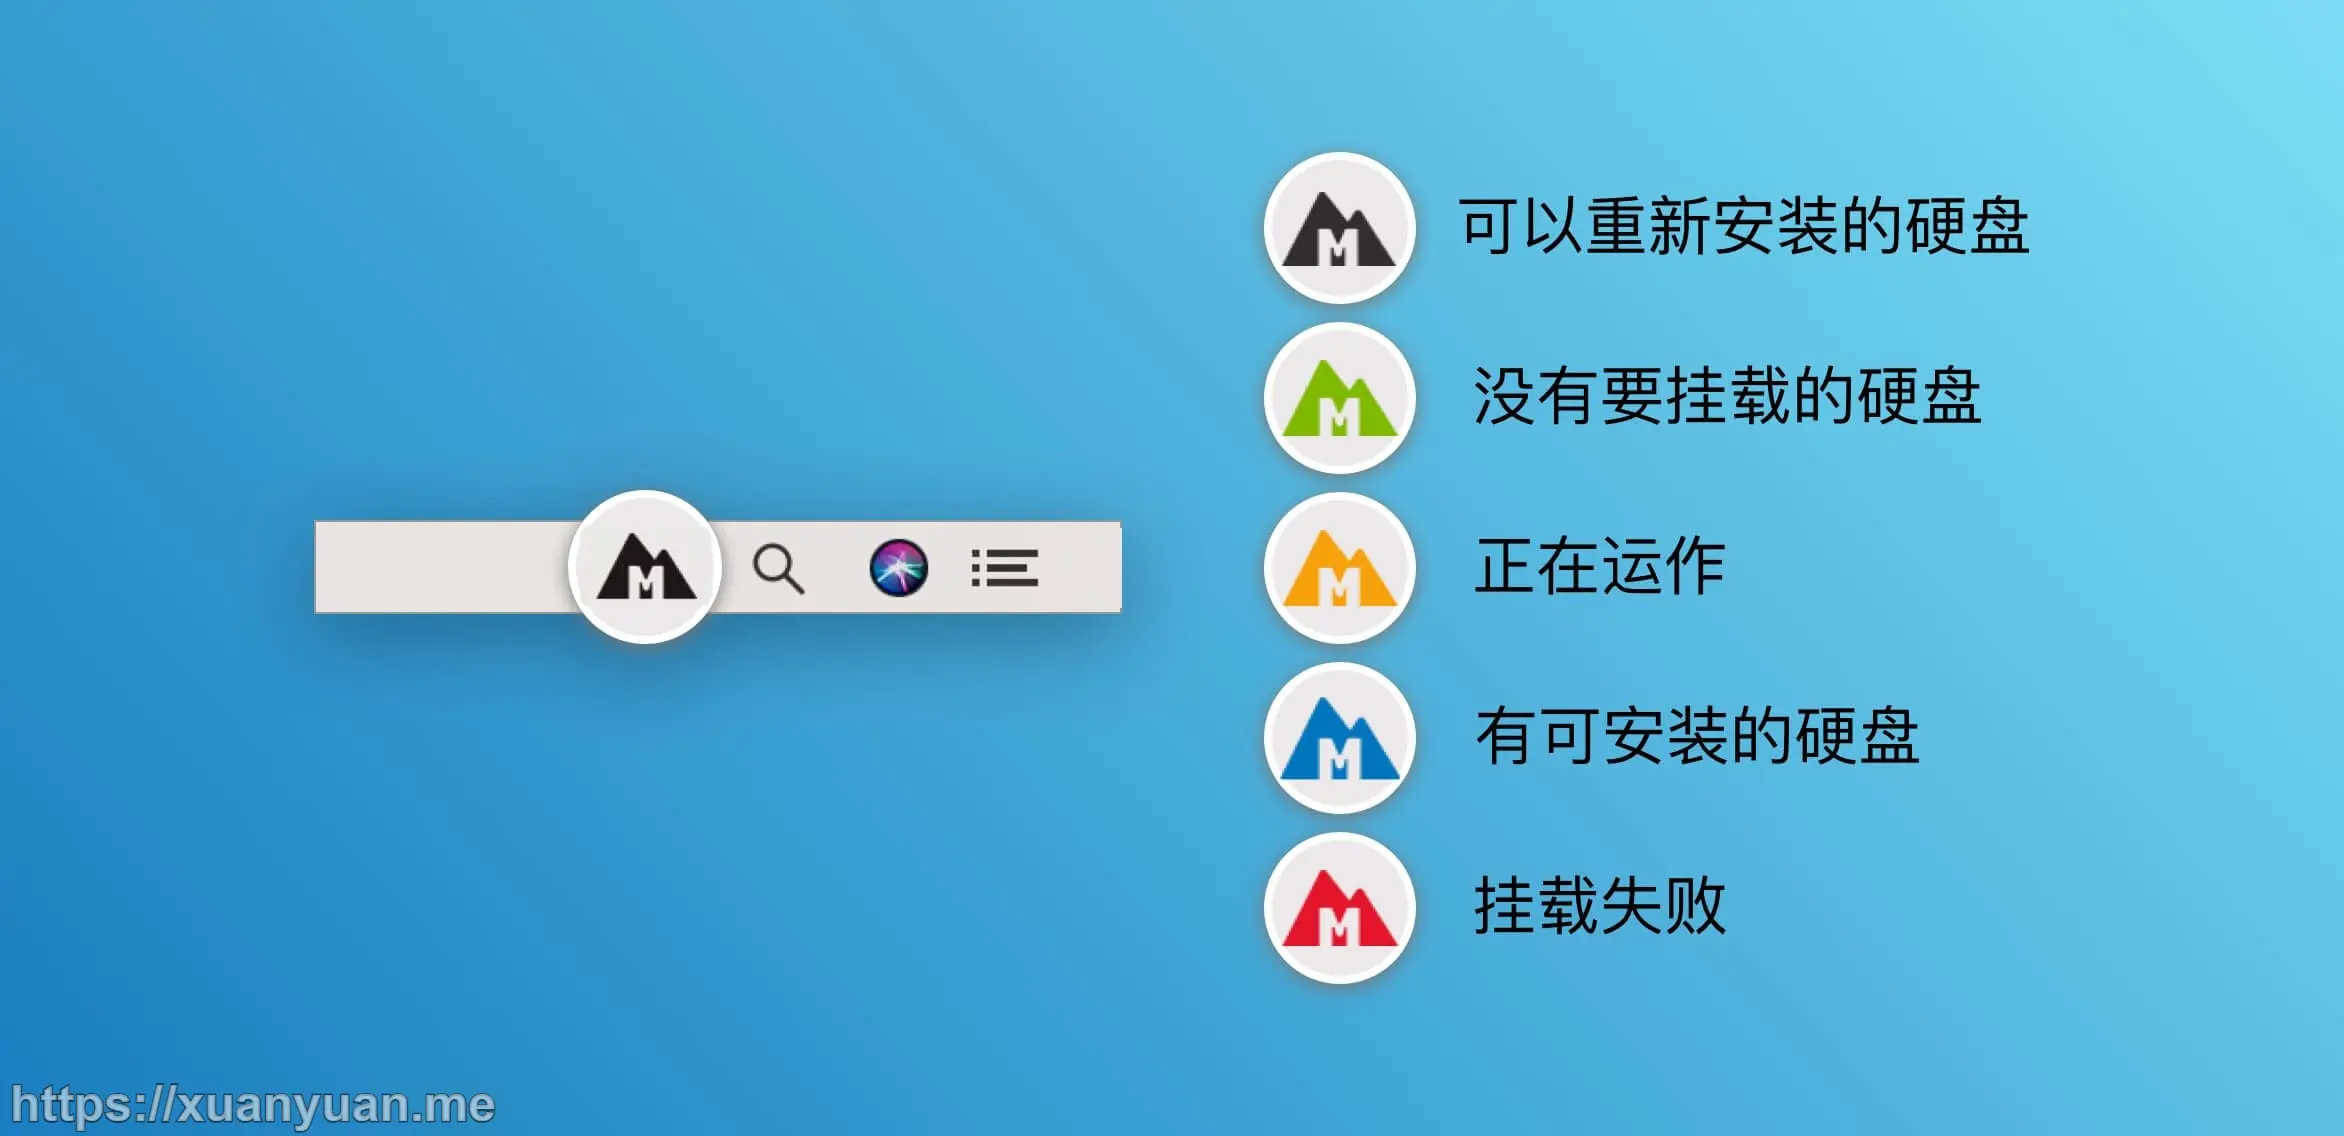 可以重新安装的硬盘
没有要挂载的硬盘
正在运作
有可安装的硬盘
挂载失败
https://xuanyuan.me